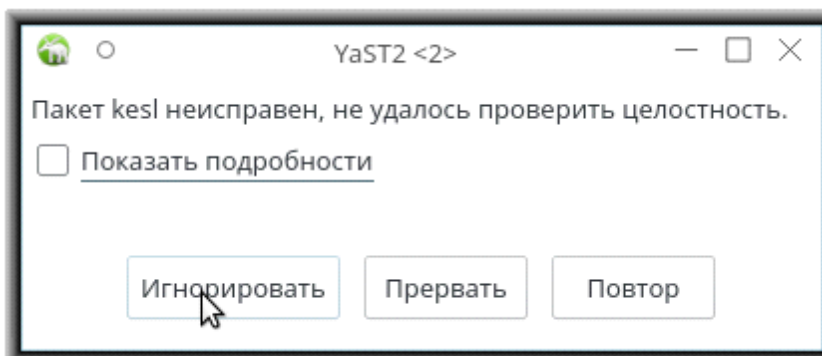 YaST2 <2>
Пакет kesl неисправен, не удалось проверить целостность.
Показать подробности
Игнорировать Прервать Повтор